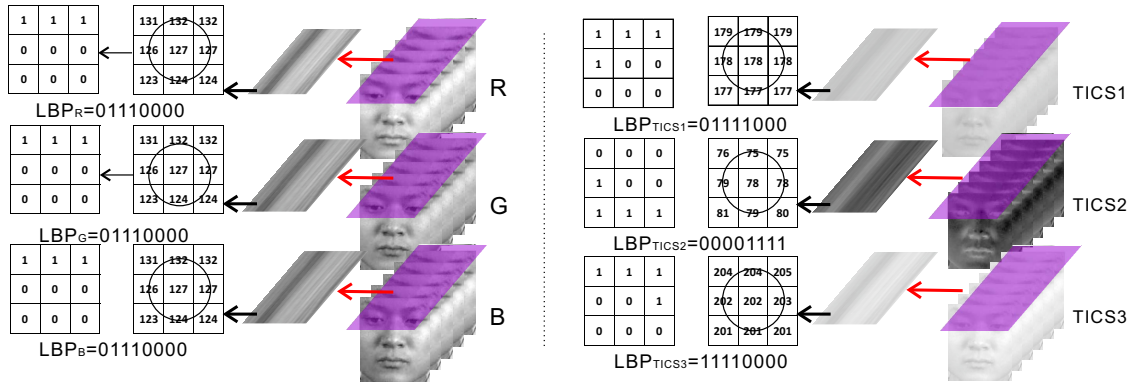 1 1 1
0 0 0
0 0 0
131 132 132
126 127 127
123 124 124
R
LBPR=01110000
1 1 1
0 0 0
0 0 0
131 132 132
126 127 127
123 124 124
G
LBPG=01110000
1 1 1
0 0 0
0 0 0
131 132 132
126 127 127
123 124 124
B
LBPB=01110000
1 1 1
1 0 0
0 0 0
179 179 179
178 178 178
177 177 177
TICS1
LBPTICS1=01111000
0 0 0
1 0 0
1 1 1
76 75 75
79 78 78
81 79 80
TICS2
LBPTICS2=00001111
1 1 1
0 0 1
0 0 0
204 204 205
202 202 203
201 201 201
TICS3
LBPTICS3=11110000